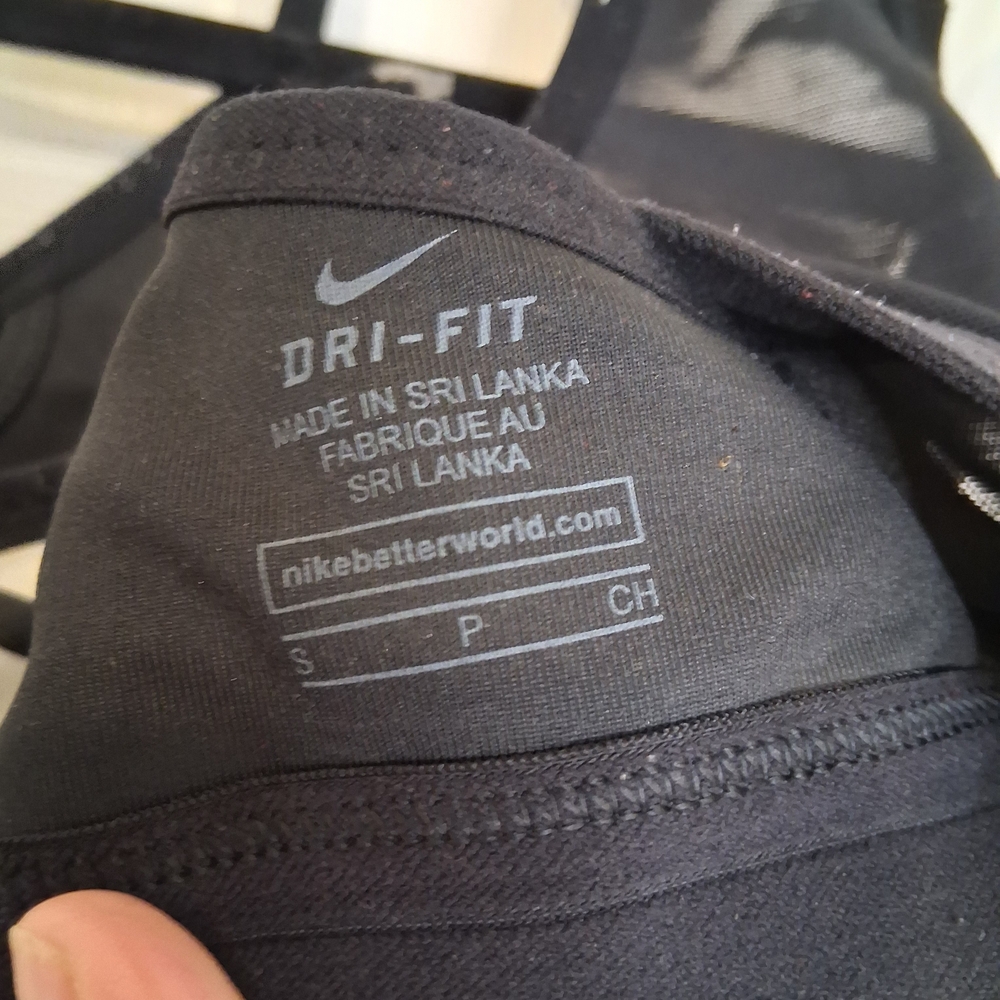 DRI-FIT
MADE IN SRI LANKA
FABRIQUE AU
SRI LANKA
nikebetterworld.com
S P CH